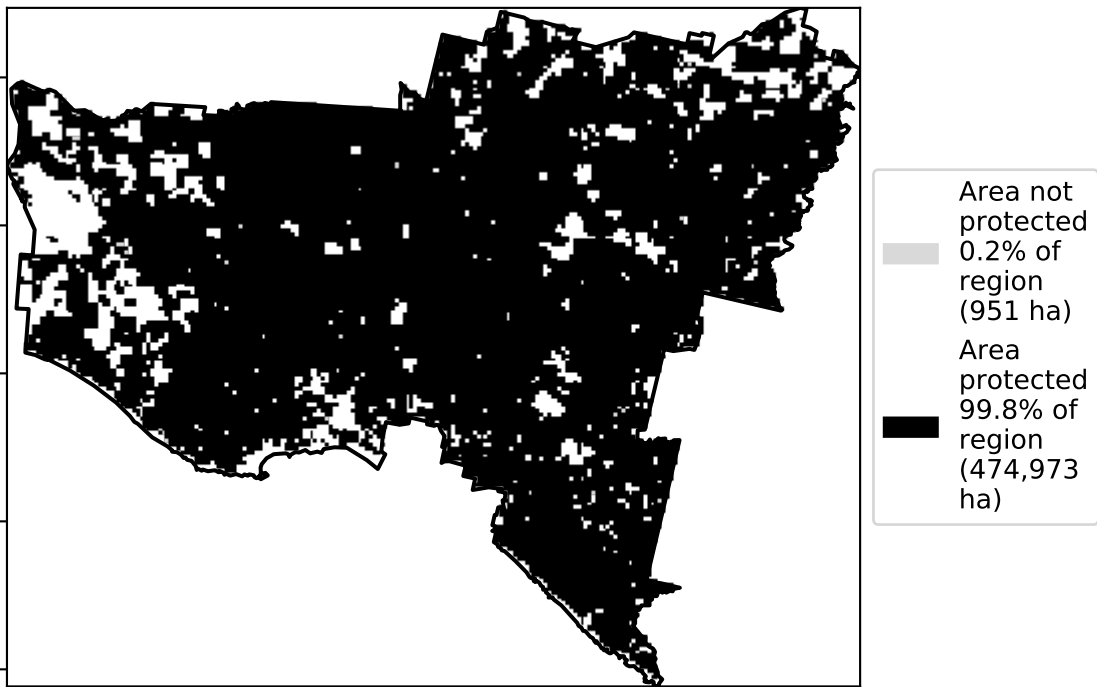 Area not
protected
0.2% of
region
(951 ha)
Area
protected
99.8% of
region
(474,973
ha)